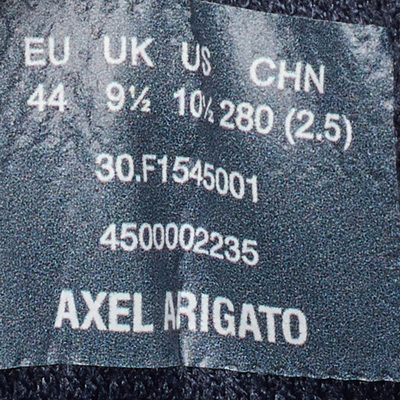 EU UK US CHN
44 9½ 10½ 280 (2.5)
30.F1545001
4500002235
AXEL ARIGATO